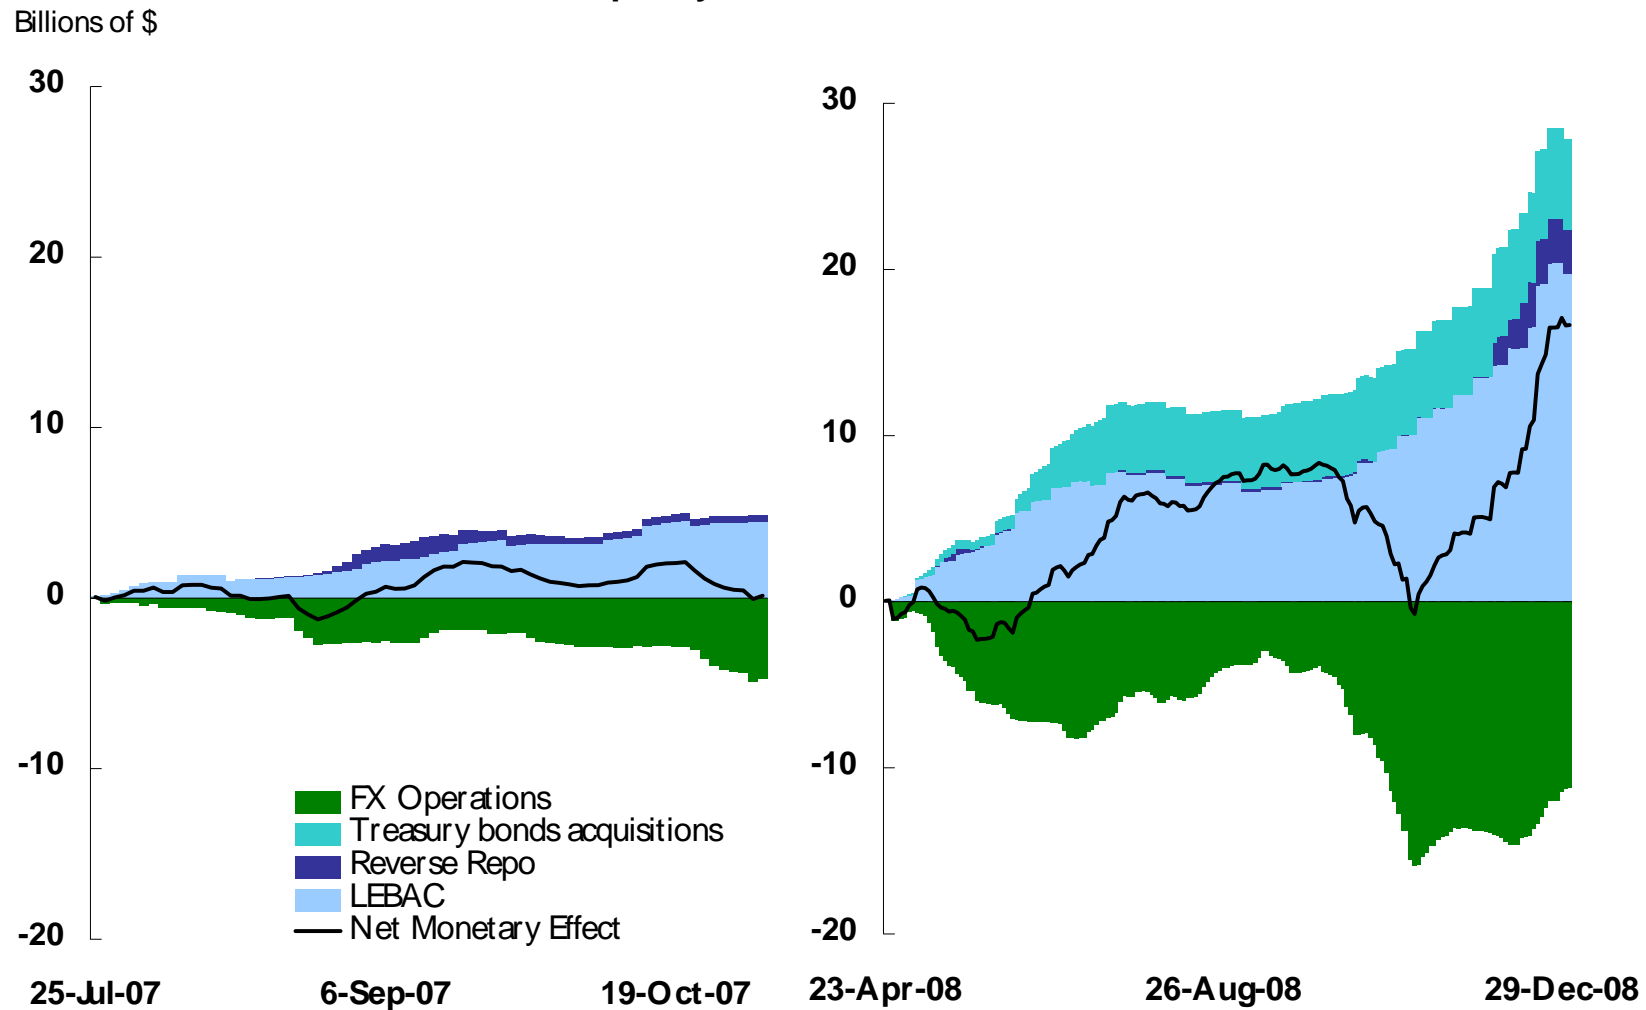 Billions of $
30
20
10
0
-10
-20
25-Jul-07
6-Sep-07
19-Oct-07
FX Operations
Treasury bonds acquisitions
Reverse Repo
LEBAC
Net Monetary Effect
30
20
10
0
-10
-20
23-Apr-08
26-Aug-08
29-Dec-08